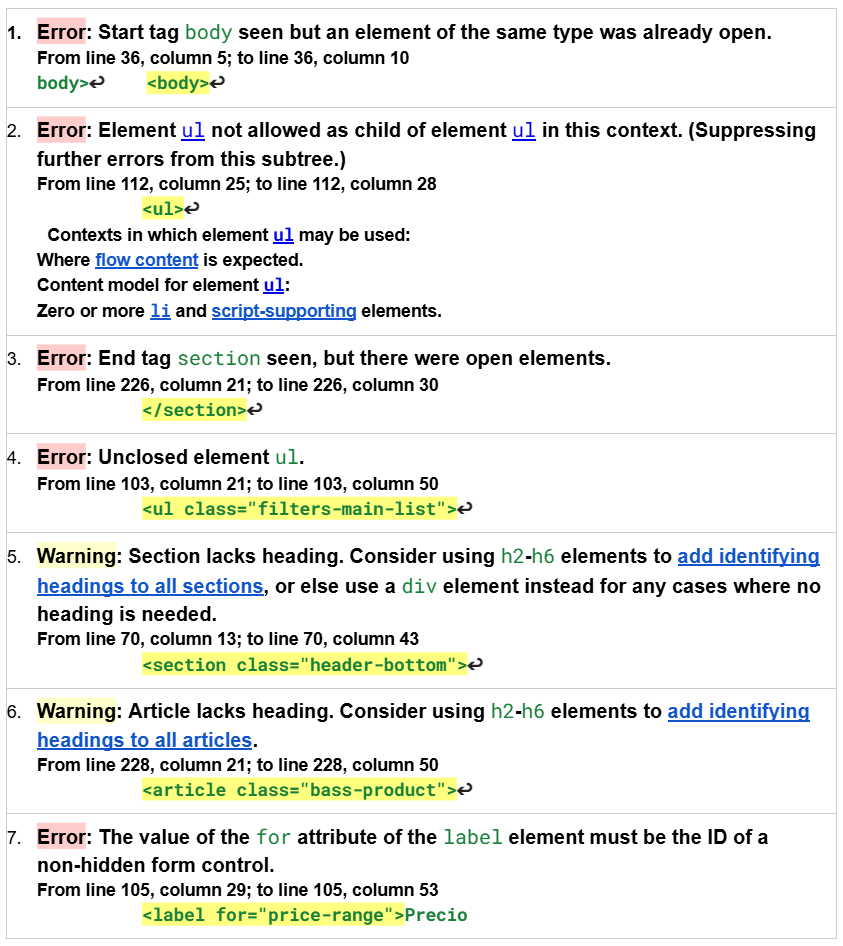 1. Error: Start tag body seen but an element of the same type was already open.
From line 36, column 5; to line 36, column 10
body>↩ <body>↩
2. Error: Element ul not allowed as child of element ul in this context. (Suppressing
further errors from this subtree.)
From line 112, column 25; to line 112, column 28
<ul>↩
Contexts in which element ul may be used:
Where flow content is expected.
Content model for element ul:
Zero or more li and script-supporting elements.
3. Error: End tag section seen, but there were open elements.
From line 226, column 21; to line 226, column 30
</section>↩
4. Error: Unclosed element ul.
From line 103, column 21; to line 103, column 50
<ul class="filters-main-list">↩
5. Warning: Section lacks heading. Consider using h2-h6 elements to add identifying
headings to all sections, or else use a div element instead for any cases where no
heading is needed.
From line 70, column 13; to line 70, column 43
<section class="header-bottom">↩
6. Warning: Article lacks heading. Consider using h2-h6 elements to add identifying
headings to all articles.
From line 228, column 21; to line 228, column 50
<article class="bass-product">↩
7. Error: The value of the for attribute of the label element must be the ID of a
non-hidden form control.
From line 105, column 29; to line 105, column 53
<label for="price-range">Precio